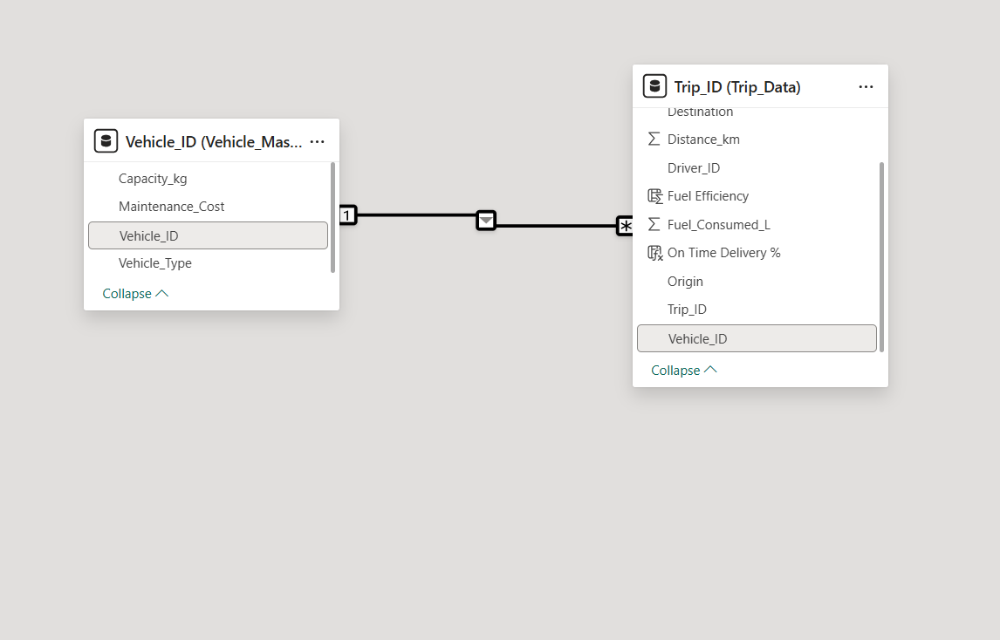 Vehicle_ID (Vehicle_Mas...
Capacity_kg
Maintenance_Cost
Vehicle_ID
Vehicle_Type
Collapse
1
*
Trip_ID (Trip_Data)
Destination
Distance_km
Driver_ID
Fuel Efficiency
Fuel_Consumed_L
On Time Delivery %
Origin
Trip_ID
Vehicle_ID
Collapse